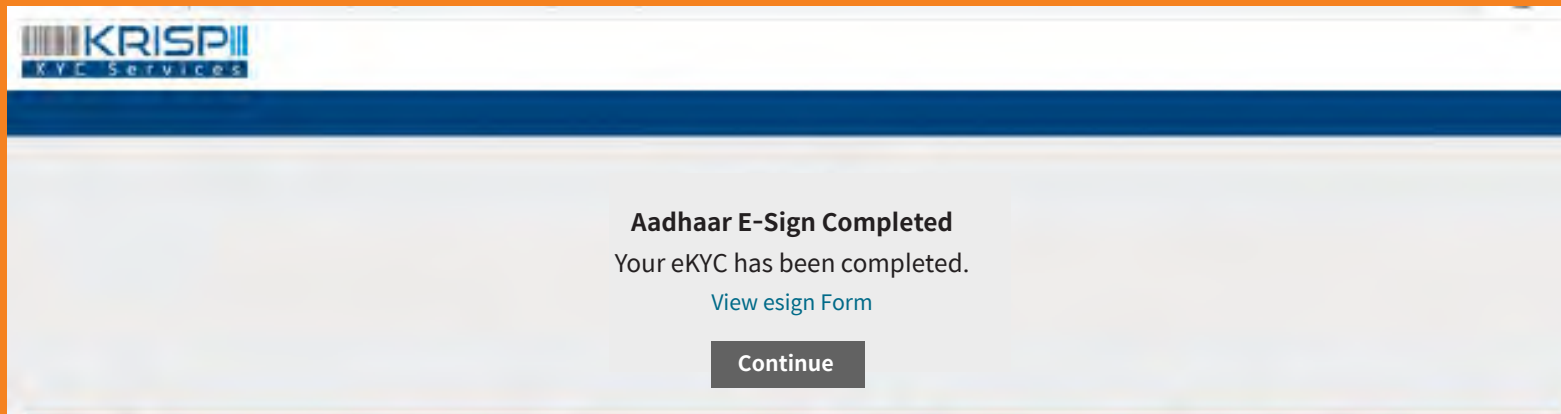 KRISP
KYC Services
Aadhaar E-Sign Completed
Your eKYC has been completed.
View esign Form
Continue